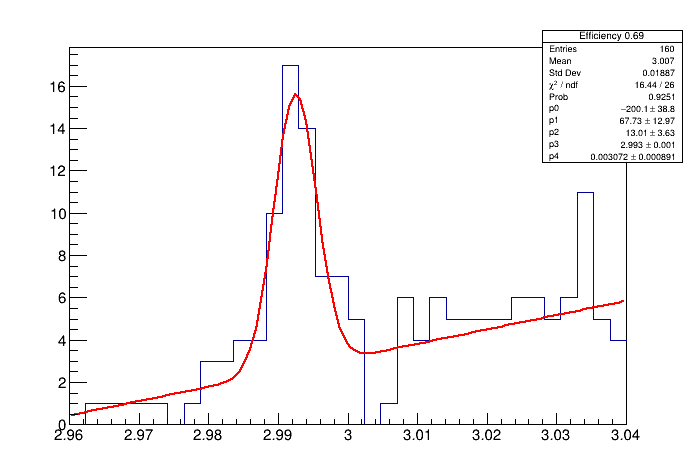 Efficiency 0.69
Entries 160
Mean 3.007
Std Dev 0.01887
χ² / ndf 16.44 / 26
Prob 0.9251
p0 −200.1 ± 38.8
p1 67.73 ± 12.97
p2 13.01 ± 3.63
p3 2.993 ± 0.001
p4 0.003072 ± 0.000891
16
14
12
10
8
6
4
2
0
2.96 2.97 2.98 2.99 3 3.01 3.02 3.03 3.04